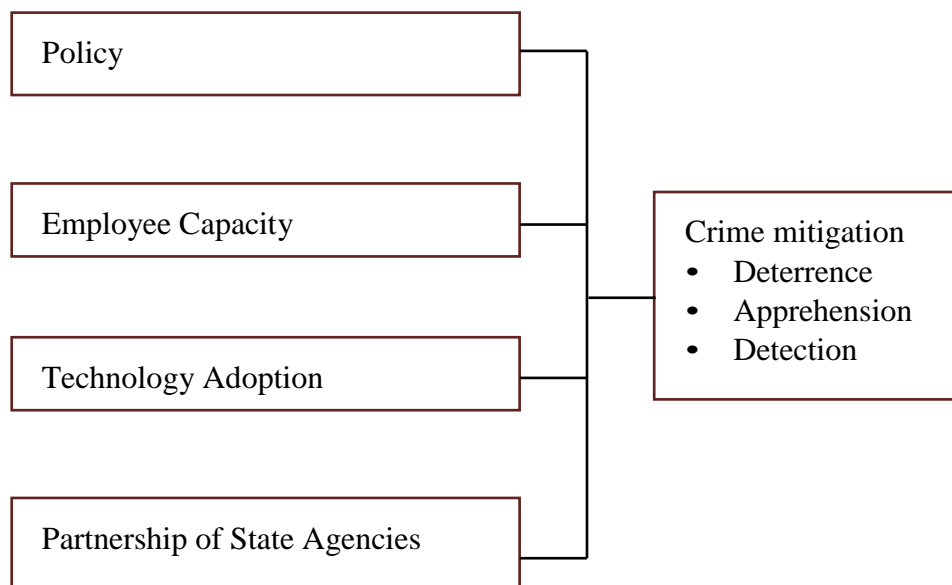 Policy
Employee Capacity
Technology Adoption
Partnership of State Agencies
Crime mitigation
• Deterrence
• Apprehension
• Detection